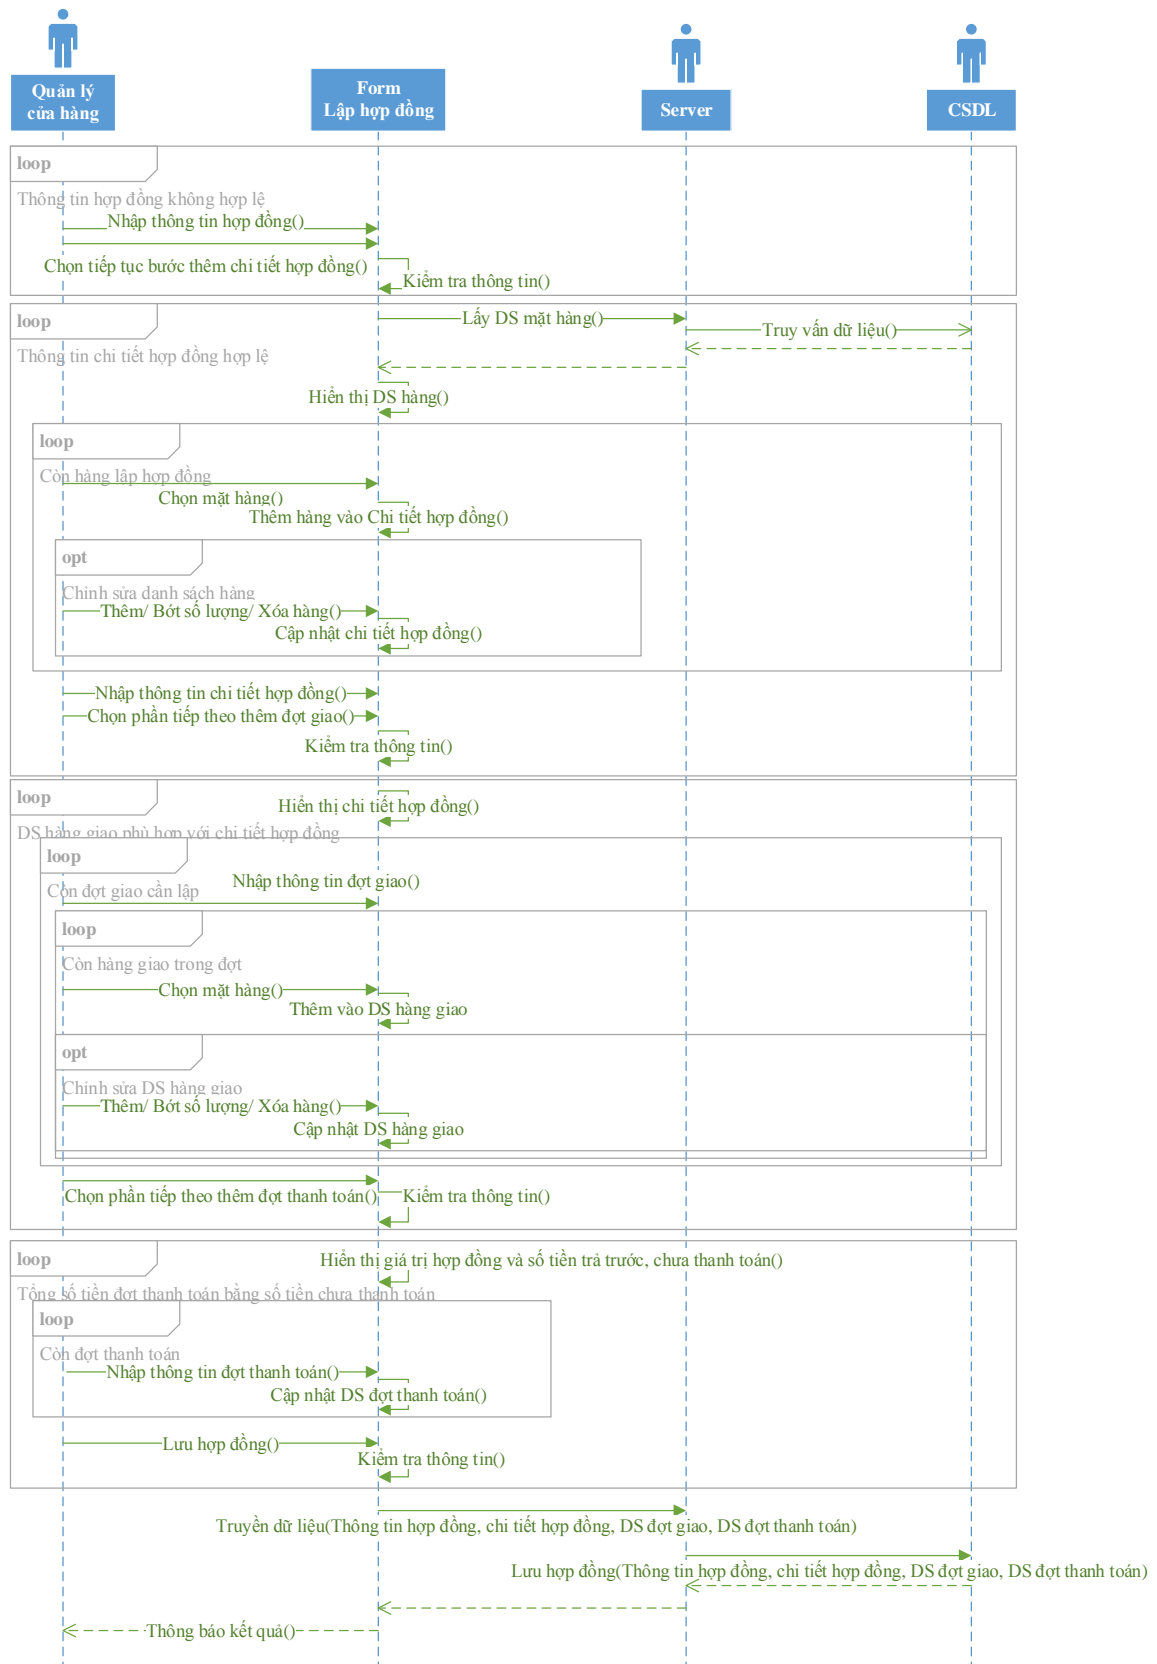 Quản lý
cửa hàng
Form
Lập hợp đồng
Server
CSDL
loop
Thông tin hợp đồng không hợp lệ
Nhập thông tin hợp đồng()
Chọn tiếp tục bước thêm chi tiết hợp đồng()
Kiểm tra thông tin()
loop
Lấy DS mặt hàng()
Truy vấn dữ liệu()
Thông tin chi tiết hợp đồng hợp lệ
Hiển thị DS hàng()
loop
Còn hàng lập hợp đồng
Chọn mặt hàng()
Thêm hàng vào Chi tiết hợp đồng()
opt
Chỉnh sửa danh sách hàng
Thêm/ Bớt số lượng/ Xóa hàng()
Cập nhật chi tiết hợp đồng()
Nhập thông tin chi tiết hợp đồng()
Chọn phần tiếp theo thêm đợt giao()
Kiểm tra thông tin()
loop
Hiển thị chi tiết hợp đồng()
DS hàng giao phù hợp với chi tiết hợp đồng
loop
Nhập thông tin đợt giao()
Còn đợt giao cần lập
loop
Còn hàng giao trong đợt
Chọn mặt hàng()
Thêm vào DS hàng giao
opt
Chỉnh sửa DS hàng giao
Thêm/ Bớt số lượng/ Xóa hàng()
Cập nhật DS hàng giao
Chọn phần tiếp theo thêm đợt thanh toán()
Kiểm tra thông tin()
loop
Hiển thị giá trị hợp đồng và số tiền trả trước, chưa thanh toán()
Tổng số tiền đợt thanh toán bằng số tiền chưa thanh toán
loop
Còn đợt thanh toán
Nhập thông tin đợt thanh toán()
Cập nhật DS đợt thanh toán()
Lưu hợp đồng()
Kiểm tra thông tin()
Truyền dữ liệu(Thông tin hợp đồng, chi tiết hợp đồng, DS đợt giao, DS đợt thanh toán)
Lưu hợp đồng(Thông tin hợp đồng, chi tiết hợp đồng, DS đợt giao, DS đợt thanh toán)
Thông báo kết quả()